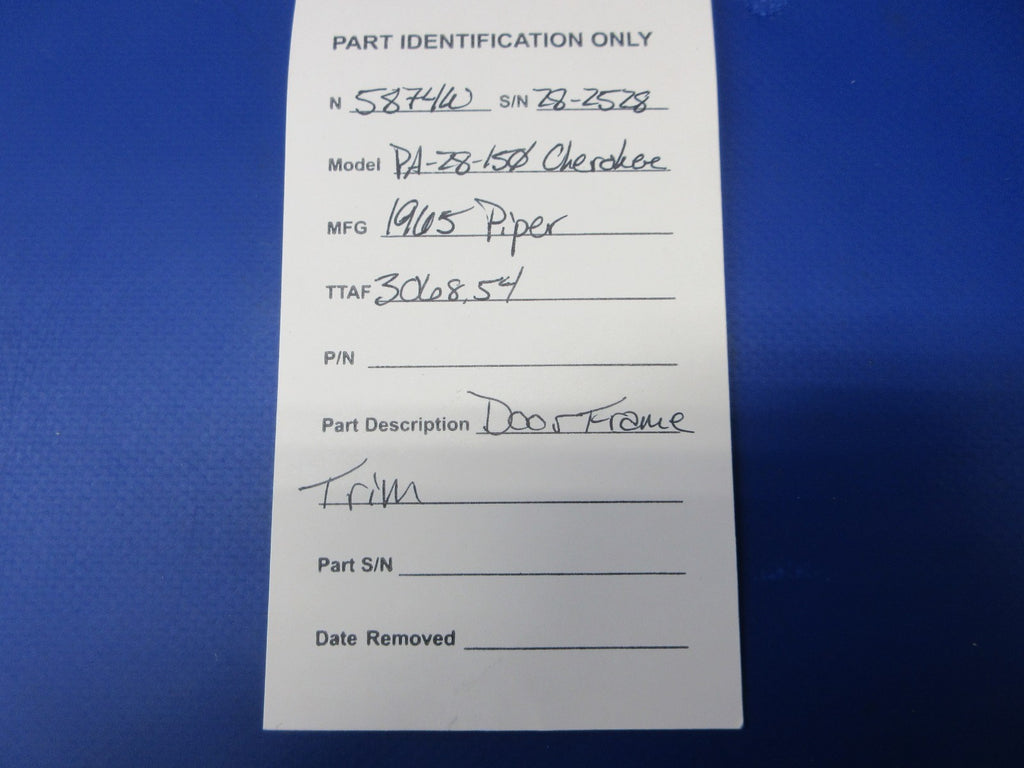 PART IDENTIFICATION ONLY
N 5874W S/N 28-2528
Model PA-28-150 Cherokee
MFG 1965 Piper
TTAF 3068.54
P/N
Part Description Door Frame
Trim
Part S/N
Date Removed